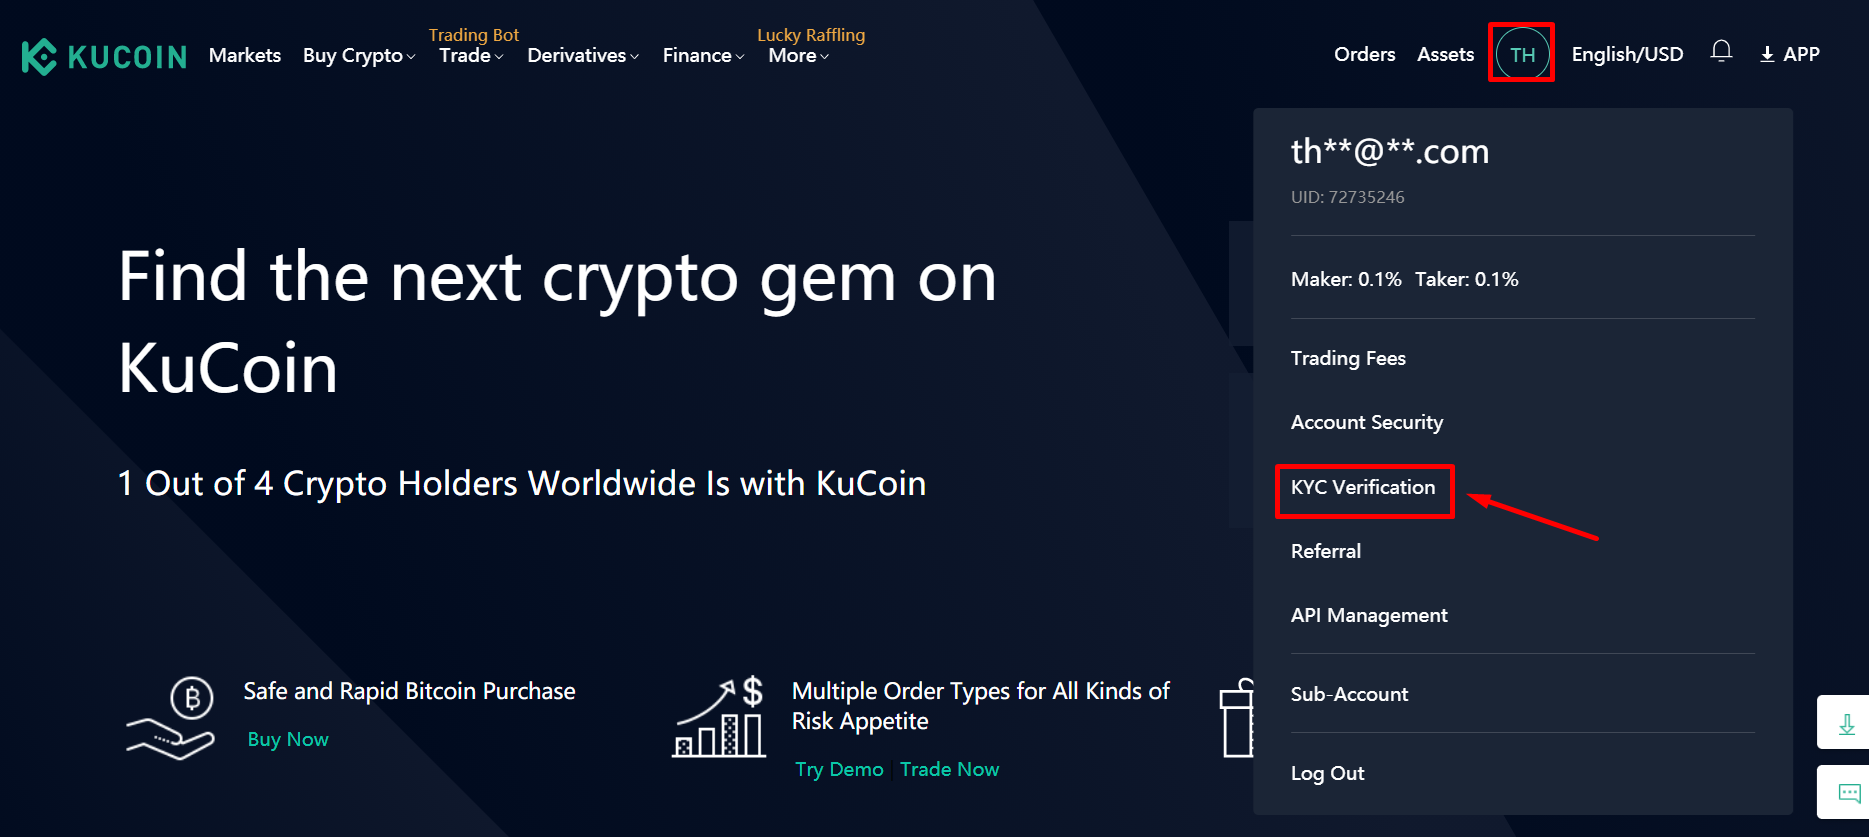 KUCOIN
Markets
Buy Crypto
Trading Bot
Trade
Derivatives
Finance
Lucky Raffling
More
Orders
Assets
TH
English/USD
APP
th**@**.com
UID: 72735246
Maker: 0.1% Taker: 0.1%
Trading Fees
Account Security
KYC Verification
Referral
API Management
Sub-Account
Log Out
Find the next crypto gem on
KuCoin
1 Out of 4 Crypto Holders Worldwide Is with KuCoin
Safe and Rapid Bitcoin Purchase
Buy Now
Multiple Order Types for All Kinds of
Risk Appetite
Try Demo
Trade Now